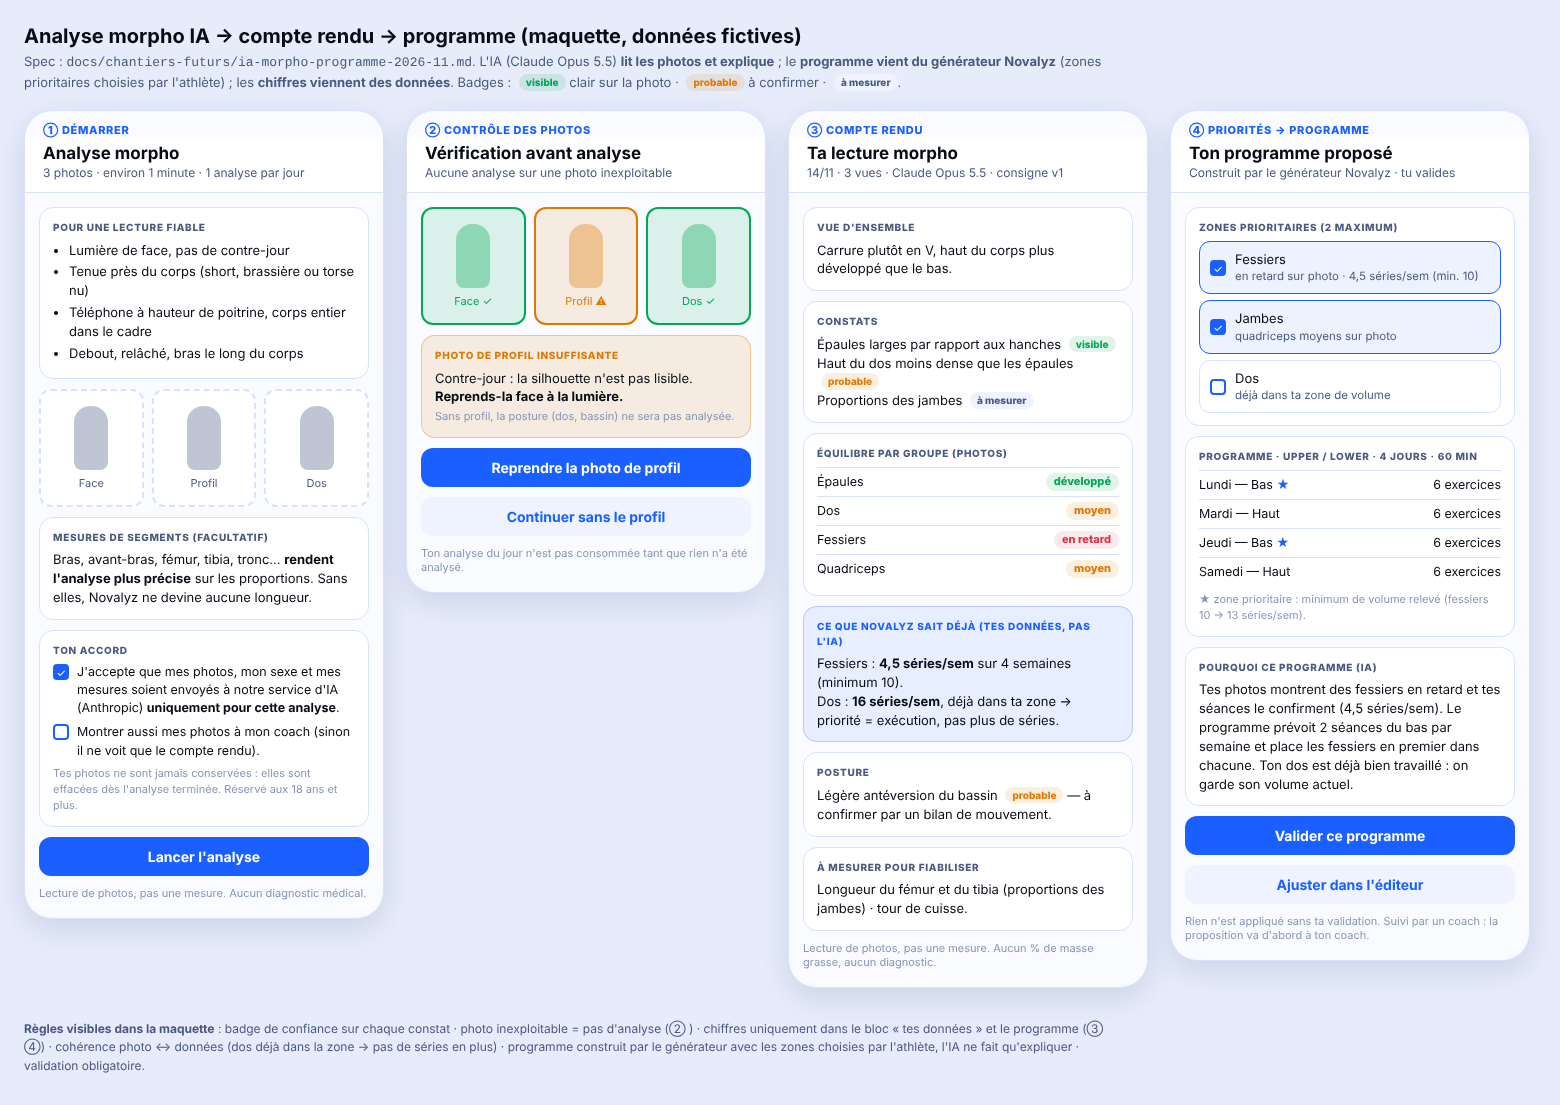 Analyse morpho IA → compte rendu → programme (maquette, données fictives)
Spec : docs/chantiers-futurs/ia-morpho-programme-2026-11.md. L'IA (Claude Opus 5.5) lit les photos et explique ; le programme vient du générateur Novalyz (zones
prioritaires choisies par l'athlète) ; les chiffres viennent des données. Badges : visible clair sur la photo · probable à confirmer · à mesurer .
① DÉMARRER
Analyse morpho
3 photos · environ 1 minute · 1 analyse par jour
POUR UNE LECTURE FIABLE
• Lumière de face, pas de contre-jour
• Tenue près du corps (short, brassière ou torse
nu)
• Téléphone à hauteur de poitrine, corps entier
dans le cadre
• Debout, relâché, bras le long du corps
Face
Profil
Dos
MESURES DE SEGMENTS (FACULTATIF)
Bras, avant-bras, fémur, tibia, tronc… rendent
l'analyse plus précise sur les proportions. Sans
elles, Novalyz ne devine aucune longueur.
TON ACCORD
J'accepte que mes photos, mon sexe et mes
mesures soient envoyés à notre service d'IA
(Anthropic) uniquement pour cette analyse.
Montrer aussi mes photos à mon coach (sinon
il ne voit que le compte rendu).
Tes photos ne sont jamais conservées : elles sont
effacées dès l'analyse terminée. Réservé aux 18 ans et
plus.
Lancer l'analyse
Lecture de photos, pas une mesure. Aucun diagnostic médical.
② CONTRÔLE DES PHOTOS
Vérification avant analyse
Aucune analyse sur une photo inexploitable
Face ✓
Profil ⚠
Dos ✓
PHOTO DE PROFIL INSUFFISANTE
Contre-jour : la silhouette n'est pas lisible.
Reprends-la face à la lumière.
Sans profil, la posture (dos, bassin) ne sera pas analysée.
Reprendre la photo de profil
Continuer sans le profil
Ton analyse du jour n'est pas consommée tant que rien n'a été
analysé.
③ COMPTE RENDU
Ta lecture morpho
14/11 · 3 vues · Claude Opus 5.5 · consigne v1
VUE D'ENSEMBLE
Carrure plutôt en V, haut du corps plus
développé que le bas.
CONSTATS
Épaules larges par rapport aux hanches visible
Haut du dos moins dense que les épaules
probable
Proportions des jambes à mesurer
ÉQUILIBRE PAR GROUPE (PHOTOS)
Épaules développé
Dos moyen
Fessiers en retard
Quadriceps moyen
CE QUE NOVALYZ SAIT DÉJÀ (TES DONNÉES, PAS
L'IA)
Fessiers : 4,5 séries/sem sur 4 semaines
(minimum 10).
Dos : 16 séries/sem, déjà dans ta zone →
priorité = exécution, pas plus de séries.
POSTURE
Légère antéversion du bassin probable — à
confirmer par un bilan de mouvement.
À MESURER POUR FIABILISER
Longueur du fémur et du tibia (proportions des
jambes) · tour de cuisse.
Lecture de photos, pas une mesure. Aucun % de masse
grasse, aucun diagnostic.
④ PRIORITÉS → PROGRAMME
Ton programme proposé
Construit par le générateur Novalyz · tu valides
ZONES PRIORITAIRES (2 MAXIMUM)
Fessiers
en retard sur photo · 4,5 séries/sem (min. 10)
Jambes
quadriceps moyens sur photo
Dos
déjà dans ta zone de volume
PROGRAMME · UPPER / LOWER · 4 JOURS · 60 MIN
Lundi — Bas ★ 6 exercices
Mardi — Haut 6 exercices
Jeudi — Bas ★ 6 exercices
Samedi — Haut 6 exercices
★ zone prioritaire : minimum de volume relevé (fessiers
10 → 13 séries/sem).
POURQUOI CE PROGRAMME (IA)
Tes photos montrent des fessiers en retard et tes
séances le confirment (4,5 séries/sem). Le
programme prévoit 2 séances du bas par
semaine et place les fessiers en premier dans
chacune. Ton dos est déjà bien travaillé : on
garde son volume actuel.
Valider ce programme
Ajuster dans l'éditeur
Rien n'est appliqué sans ta validation. Suivi par un coach : la
proposition va d'abord à ton coach.
Règles visibles dans la maquette : badge de confiance sur chaque constat · photo inexploitable = pas d'analyse (② ) · chiffres uniquement dans le bloc « tes données » et le programme (③
④) · cohérence photo ↔ données (dos déjà dans la zone → pas de séries en plus) · programme construit par le générateur avec les zones choisies par l'athlète, l'IA ne fait qu'expliquer ·
validation obligatoire.